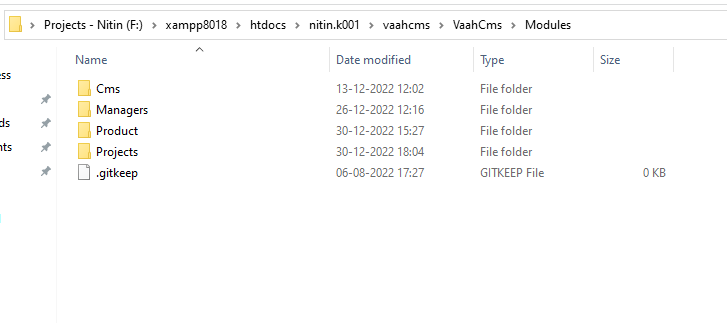 Projects - Nitin (F:) > xampp8018 > htdocs > nitin.k001 > vaahcms > VaahCms > Modules
Name Date modified Type Size
ess
Cms 13-12-2022 12:02 File folder
Managers 26-12-2022 12:16 File folder
ds Product 30-12-2022 15:27 File folder
nts Projects 30-12-2022 18:04 File folder
.gitkeep 06-08-2022 17:27 GITKEEP File 0 KB